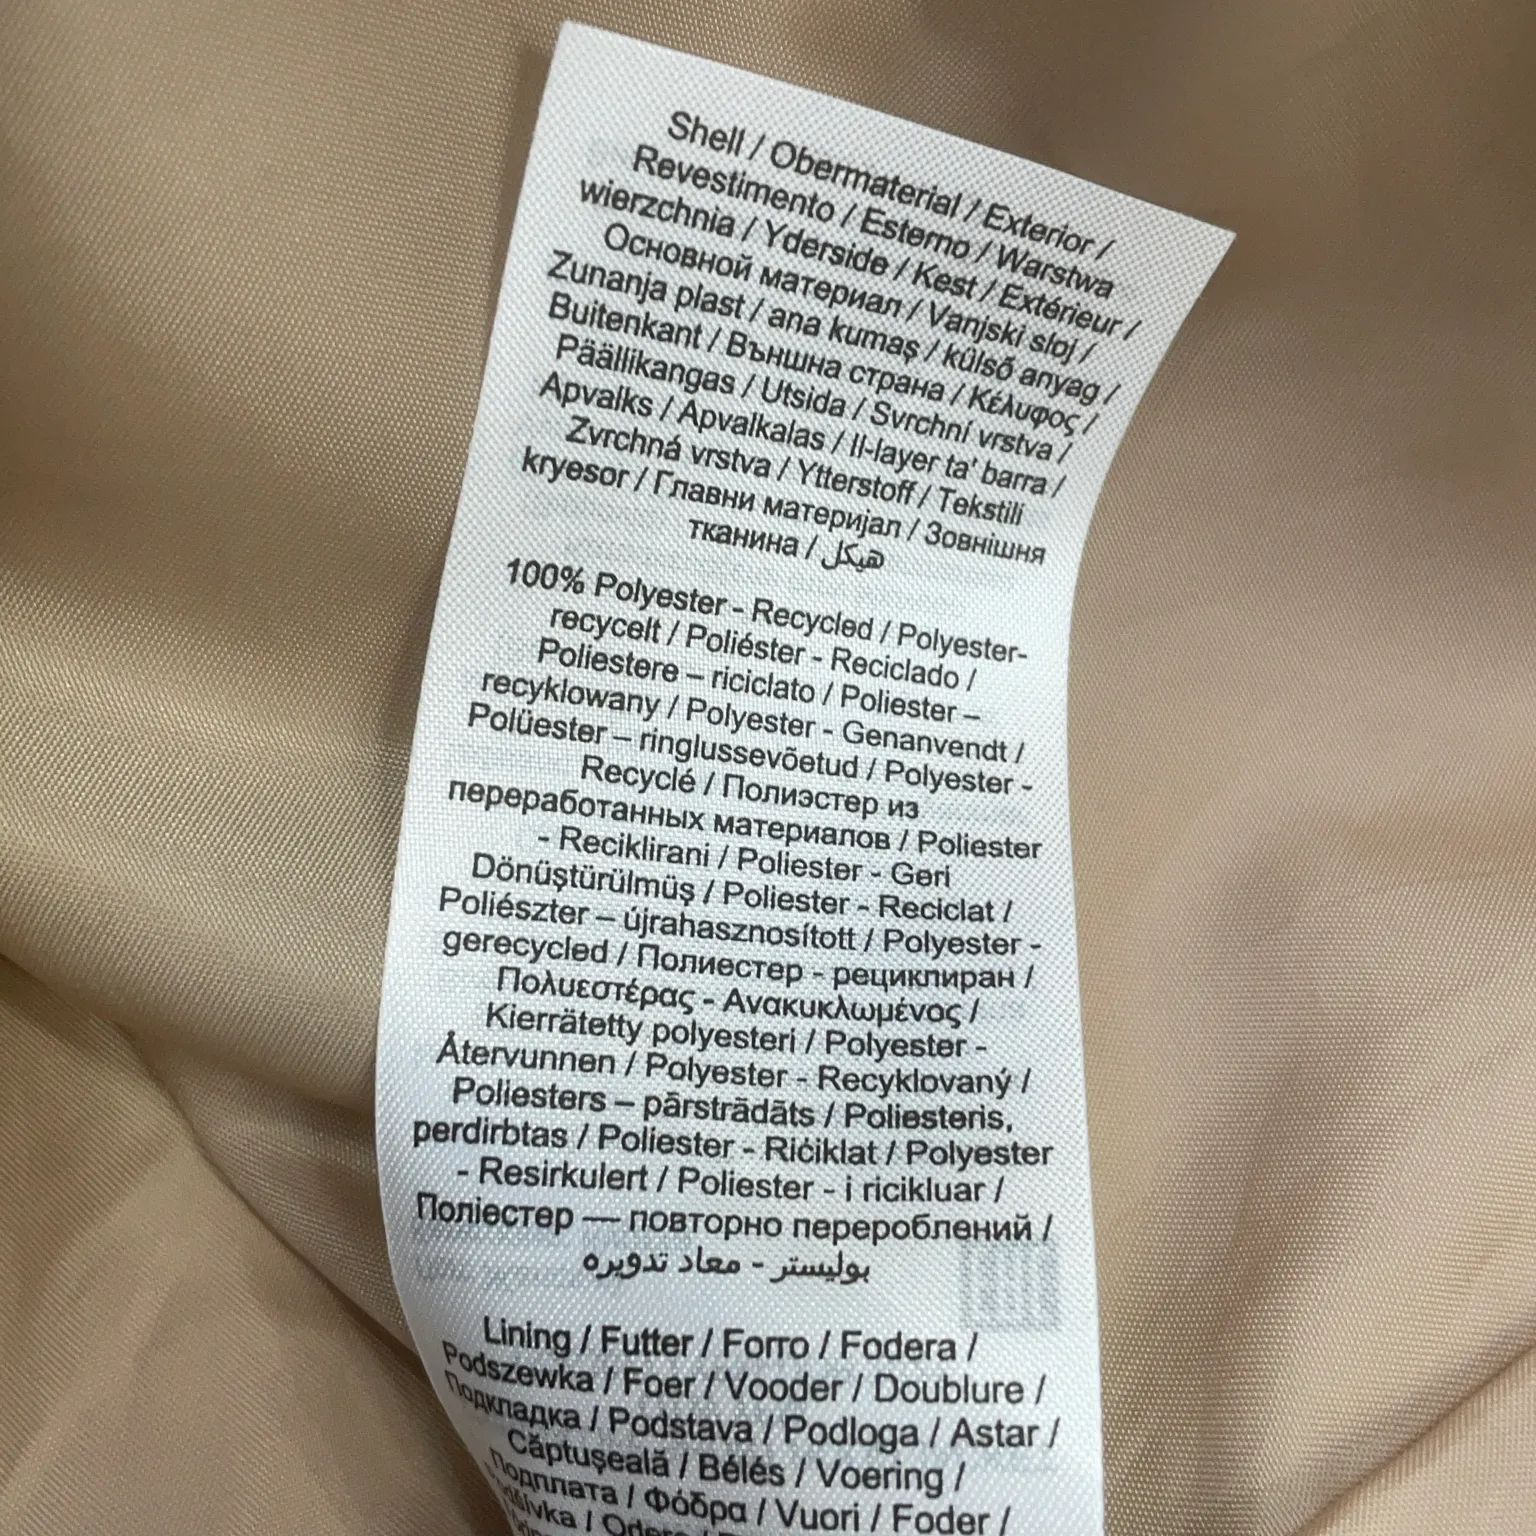 Shell / Obermaterial / Exterior /
Revestimento / Esterno / Warstwa
wierzchnia / Yderside / Kest / Extérieur /
Основной материал / Vanjski sloj /
Zunanja plast / ana kumaş / külső anyag /
Buitenkant / Външна страна / Κέλυφος /
Päällikangas / Utsida / Svrchní vrstva /
Apvalks / Apvalkalas / Il-layer ta' barra /
Zvrchná vrstva / Ytterstoff / Tekstili
kryesor / Главни материјал / Зовнішня
тканина / هيكل
100% Polyester - Recycled / Polyester-
recycelt / Poliéster - Reciclado /
Poliestere – riciclato / Poliester –
recyklowany / Polyester - Genanvendt /
Polüester – ringlussevõetud / Polyester -
Recyclé / Полиэстер из
переработанных материалов / Poliester
- Reciklirani / Poliester - Geri
Dönüştürülmüş / Poliester - Reciclat /
Poliészter – újrahasznosított / Polyester -
gerecycled / Полиестер - рециклиран /
Πολυεστέρας - Ανακυκλωμένος /
Kierrätetty polyesteri / Polyester -
Återvunnen / Polyester - Recyklovaný /
Poliesters – pārstrādāts / Poliesteris,
perdirbtas / Poliester - Riċiklat / Polyester
- Resirkulert / Poliester - i ricikluar /
Поліестер — повторно перероблений /
بوليستر - معاد تدويره
Lining / Futter / Forro / Fodera /
Podszewka / Foer / Vooder / Doublure /
Подкладка / Podstava / Podloga / Astar /
Căptuşeală / Bélés / Voering /
Подплата / Φόδρα / Vuori / Foder /